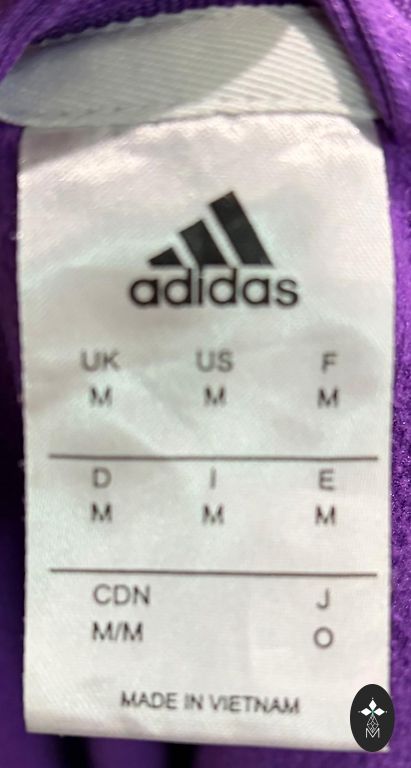 adidas
UK US F
M M M
D I E
M M M
CDN J
M/M O
MADE IN VIETNAM
M